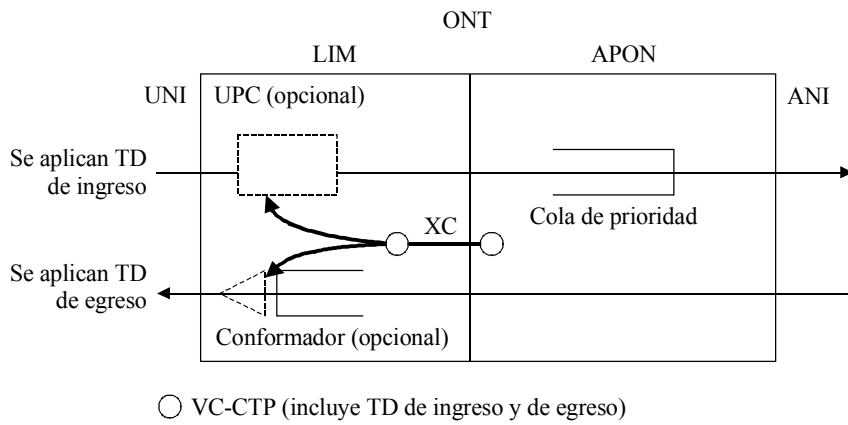 ONT
LIM
APON
UNI
UPC (opcional)
ANI
Se aplican TD
de ingreso
Cola de prioridad
XC
Se aplican TD
de egreso
Conformador (opcional)
VC-CTP (incluye TD de ingreso y de egreso)